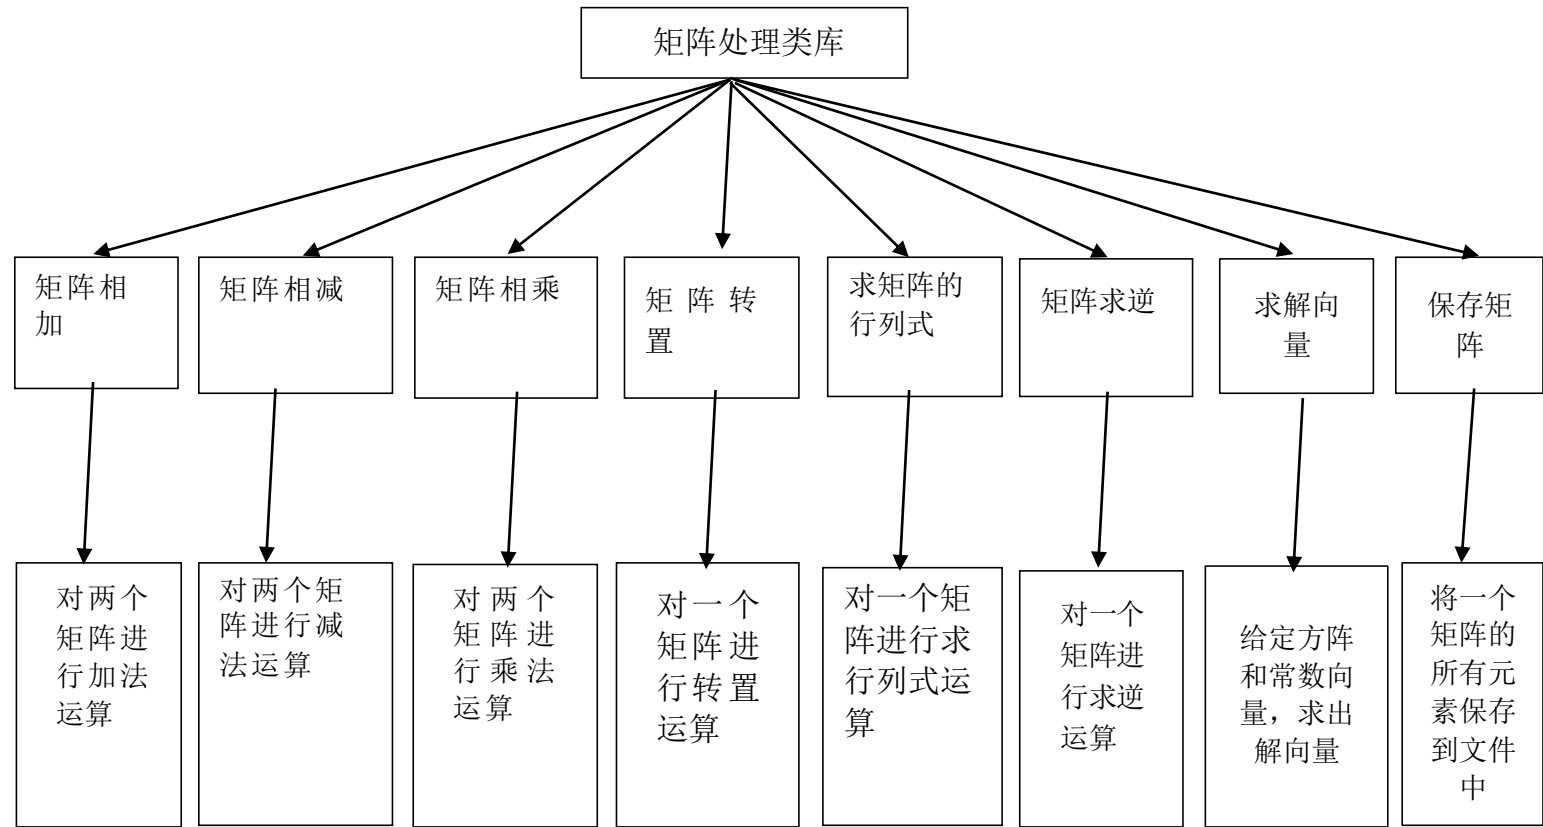 矩阵处理类库
矩阵相
加
矩阵相减
矩阵相乘
矩阵转
置
求矩阵的
行列式
矩阵求逆
求解向
量
保存矩
阵
对两个
矩阵进
行加法
运算
对两个矩
阵进行减
法运算
对两个
矩阵进
行乘法
运算
对一个
矩阵进
行转置
运算
对一个矩
阵进行求
行列式运
算
对一个
矩阵进
行求逆
运算
给定方阵
和常数向
量，求出
解向量
将一个
矩阵的
所有元
素保存
到文件
中